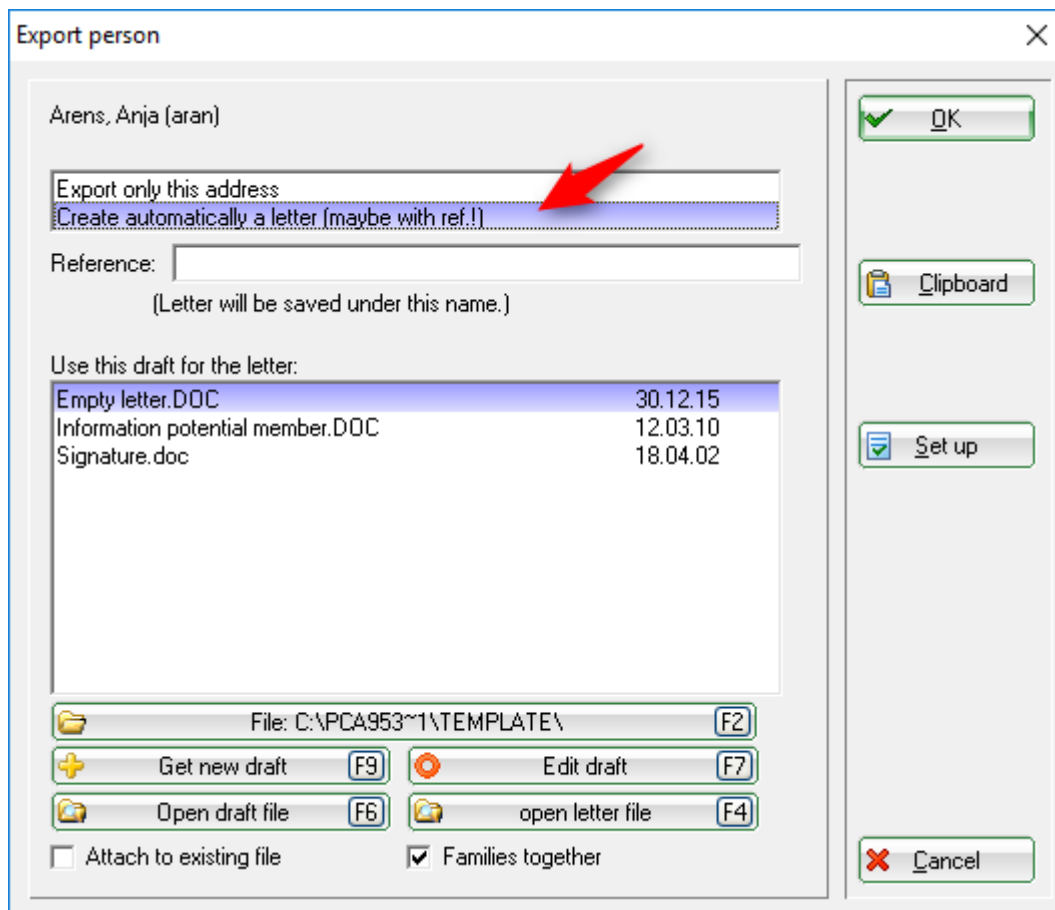 Export person
Arens, Anja (aran)
OK
Export only this address
Create automatically a letter (maybe with ref.!)
Reference:
(Letter will be saved under this name.)
Clipboard
Use this draft for the letter:
Empty letter.DOC 30.12.15
Information potential member.DOC 12.03.10
Signature.doc 18.04.02
Set up
File: C:\PCA953~1\TEMPLATE\ F2
Get new draft F9 Edit draft F7
Open draft file F6 open letter file F4
Attach to existing file Families together
Cancel